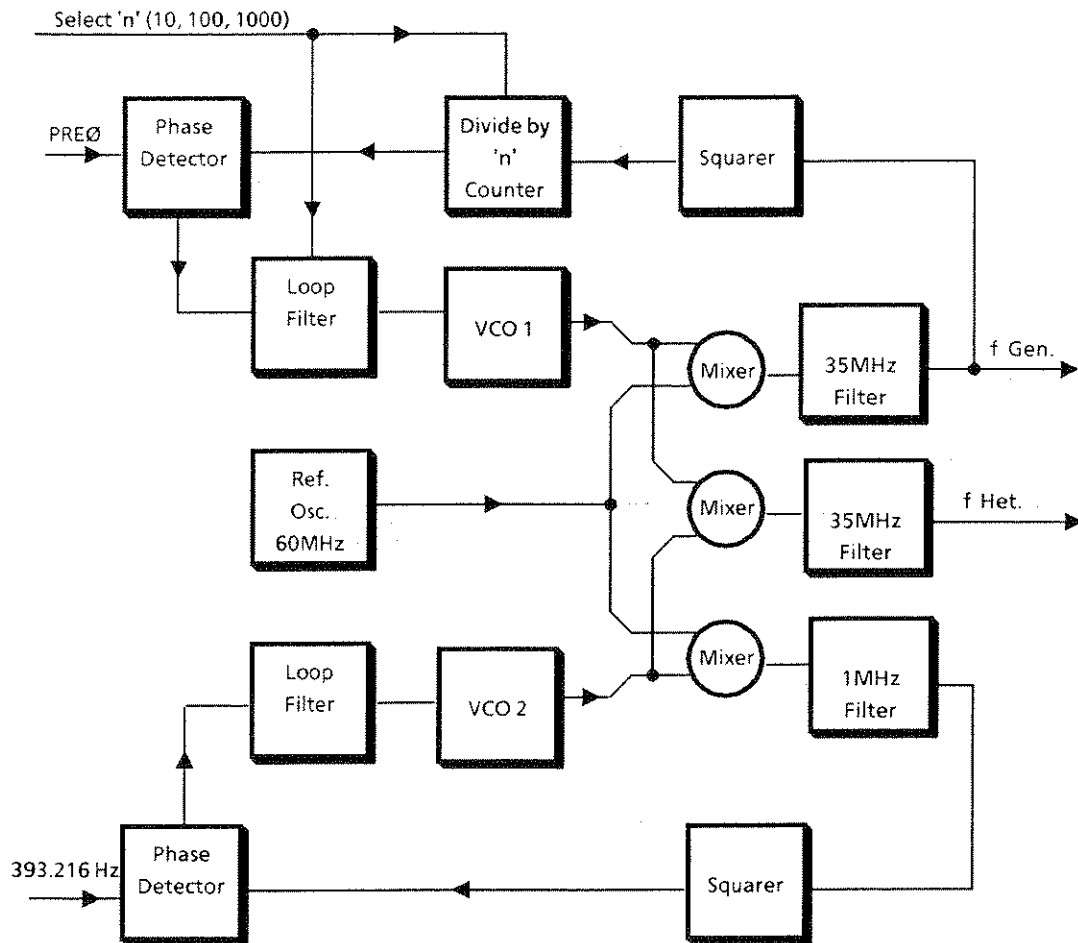 Select 'n' (10, 100, 1000)
PREØ
Phase
Detector
Divide by
'n'
Counter
Squarer
Loop
Filter
VCO 1
Mixer
35MHz
Filter
f Gen.
Ref.
Osc.
60MHz
Mixer
35MHz
Filter
f Het.
Loop
Filter
VCO 2
Mixer
1MHz
Filter
393.216 Hz
Phase
Detector
Squarer